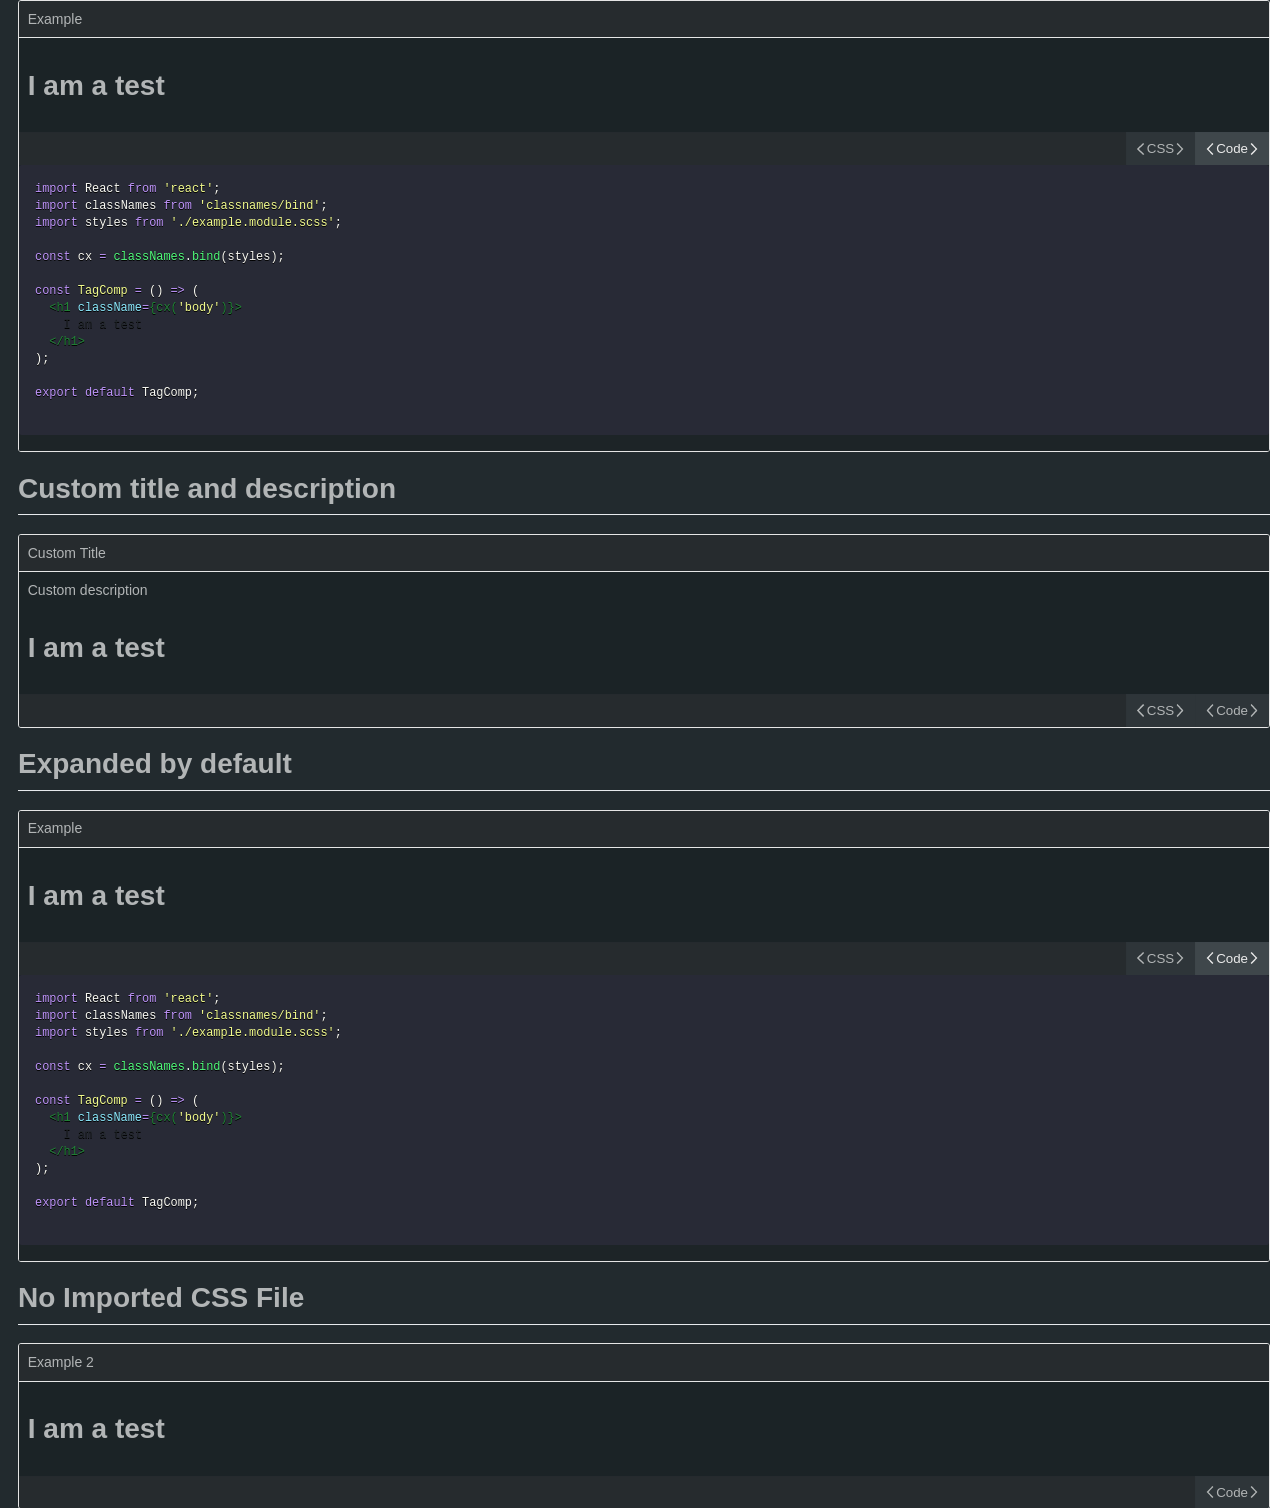 Example
I am a test
CSS Code
import React from 'react';
import classNames from 'classnames/bind';
import styles from './example.module.scss';
const cx = classNames.bind(styles);
const TagComp = () => (
<h1 className={cx('body')}>
I am a test
</h1>
);
export default TagComp;
Custom title and description
Custom Title
Custom description
I am a test
CSS Code
Expanded by default
Example
I am a test
CSS Code
import React from 'react';
import classNames from 'classnames/bind';
import styles from './example.module.scss';
const cx = classNames.bind(styles);
const TagComp = () => (
<h1 className={cx('body')}>
I am a test
</h1>
);
export default TagComp;
No Imported CSS File
Example 2
I am a test
Code